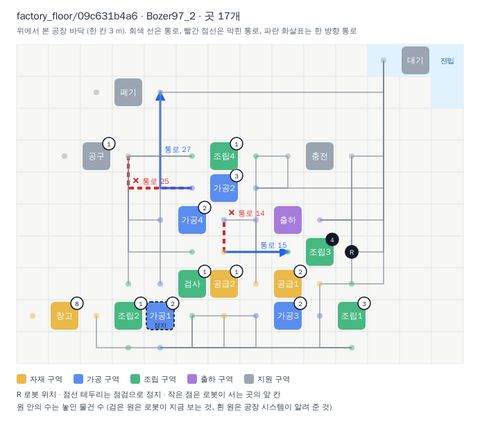 factory_floor/09c631b4a6 · Bozer97_2 · 곳 17개
위에서 본 공장 바닥 (한 칸 3 m). 회색 선은 통로, 빨간 점선은 막힌 통로, 파란 화살표는 한 방향 통로
대기
전입
폐기
통로 27
공구 1
조립4 1
충전
✕ 통로 25
가공2 3
가공4 2
✕ 통로 14
출하
통로 15
조립3 4
R
검사 1
공급2 1
공급1 2
창고 8
조립2 1
가공1 2
정지
가공3 2
조립1 3
자재 구역
가공 구역
조립 구역
출하 구역
지원 구역
R 로봇 위치 · 점선 테두리는 점검으로 정지 · 작은 점은 로봇이 서는 곳의 앞 칸
원 안의 수는 놓인 물건 수 (검은 원은 로봇이 지금 보는 것, 흰 원은 공장 시스템이 알려 준 것)